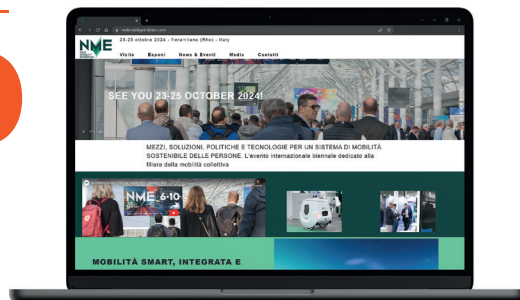 23-25 ottobre 2024 - fieramilano (Rho) - Italy
NME
Visita Esponi News & Eventi Media Contatti
SEE YOU 23-25 OCTOBER 2024!
MEZZI, SOLUZIONI, POLITICHE E TECNOLOGIE PER UN SISTEMA DI MOBILITÀ
SOSTENIBILE DELLE PERSONE. L'evento internazionale biennale dedicato alla
filiera della mobilità collettiva
NME 6-10
MOBILITÀ SMART, INTEGRATA E